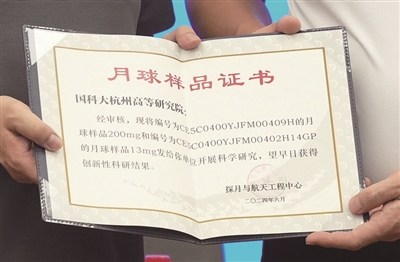 月球样品证书
国科大杭州高等研究院：
经审核，现将编号为CE5C0400YJFM00409H的月
球样品200mg和编号为CE5C0400YJFM00402H14GP
的月球样品13mg发给你单位开展科学研究，望早日获得
创新性科研结果。
探月与航天工程中心
二〇二四年六月